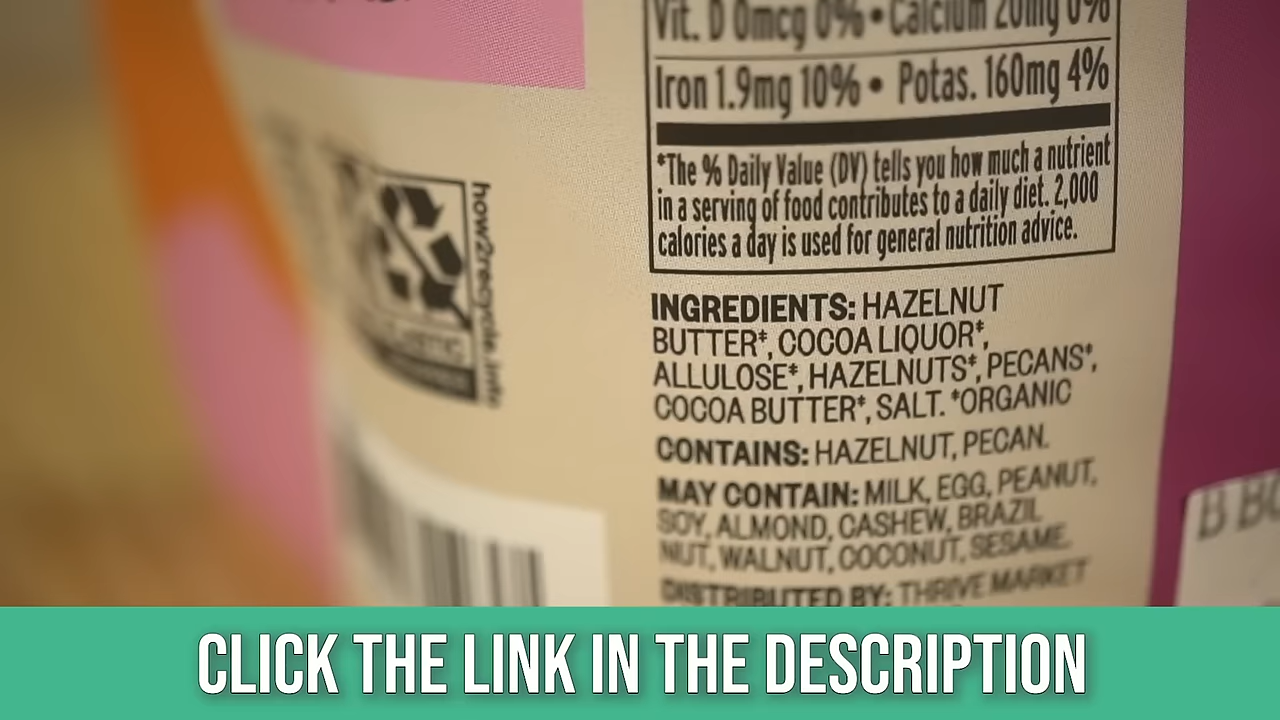 Vit. D 0mcg 0% • Calcium 20mg 0%
Iron 1.9mg 10% • Potas. 160mg 4%
*The % Daily Value (DV) tells you how much a nutrient
in a serving of food contributes to a daily diet. 2,000
calories a day is used for general nutrition advice.
how2recycle.info
INGREDIENTS: HAZELNUT
BUTTER‡, COCOA LIQUOR‡,
ALLULOSE‡, HAZELNUTS‡, PECANS‡,
COCOA BUTTER‡, SALT. ‡ORGANIC
CONTAINS: HAZELNUT, PECAN.
MAY CONTAIN: MILK, EGG, PEANUT,
SOY, ALMOND, CASHEW, BRAZIL
NUT, WALNUT, COCONUT, SESAME.
DISTRIBUTED BY: THRIVE MARKET
CLICK THE LINK IN THE DESCRIPTION